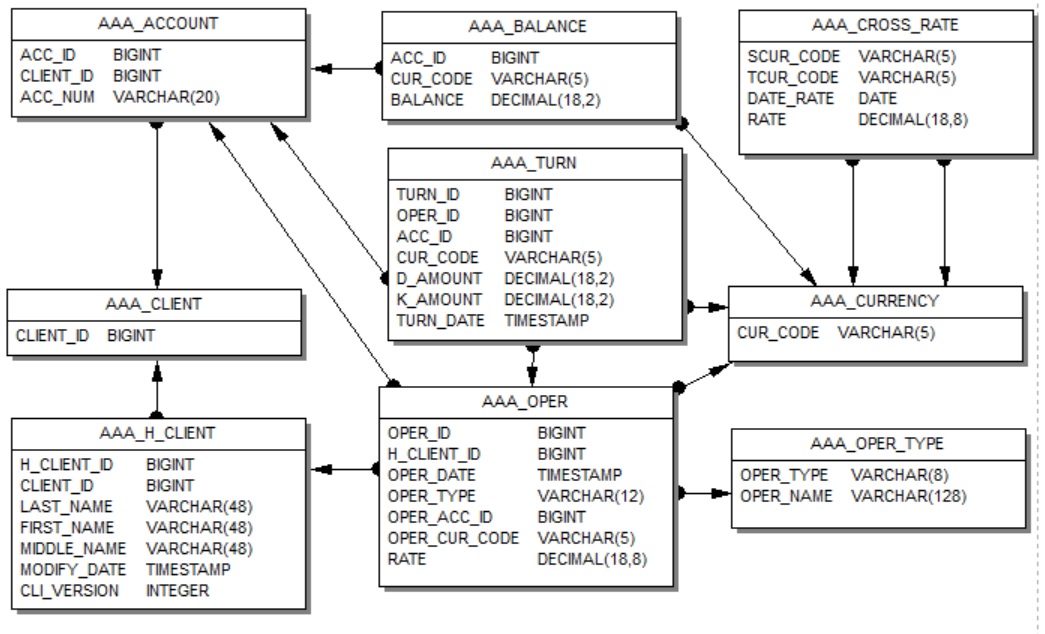 AAA_ACCOUNT
ACC_ID BIGINT
CLIENT_ID BIGINT
ACC_NUM VARCHAR(20)
AAA_BALANCE
ACC_ID BIGINT
CUR_CODE VARCHAR(5)
BALANCE DECIMAL(18,2)
AAA_CROSS_RATE
SCUR_CODE VARCHAR(5)
TCUR_CODE VARCHAR(5)
DATE_RATE DATE
RATE DECIMAL(18,8)
AAA_TURN
TURN_ID BIGINT
OPER_ID BIGINT
ACC_ID BIGINT
CUR_CODE VARCHAR(5)
D_AMOUNT DECIMAL(18,2)
K_AMOUNT DECIMAL(18,2)
TURN_DATE TIMESTAMP
AAA_CLIENT
CLIENT_ID BIGINT
AAA_CURRENCY
CUR_CODE VARCHAR(5)
AAA_H_CLIENT
H_CLIENT_ID BIGINT
CLIENT_ID BIGINT
LAST_NAME VARCHAR(48)
FIRST_NAME VARCHAR(48)
MIDDLE_NAME VARCHAR(48)
MODIFY_DATE TIMESTAMP
CLI_VERSION INTEGER
AAA_OPER
OPER_ID BIGINT
H_CLIENT_ID BIGINT
OPER_DATE TIMESTAMP
OPER_TYPE VARCHAR(12)
OPER_ACC_ID BIGINT
OPER_CUR_CODE VARCHAR(5)
RATE DECIMAL(18,8)
AAA_OPER_TYPE
OPER_TYPE VARCHAR(8)
OPER_NAME VARCHAR(128)